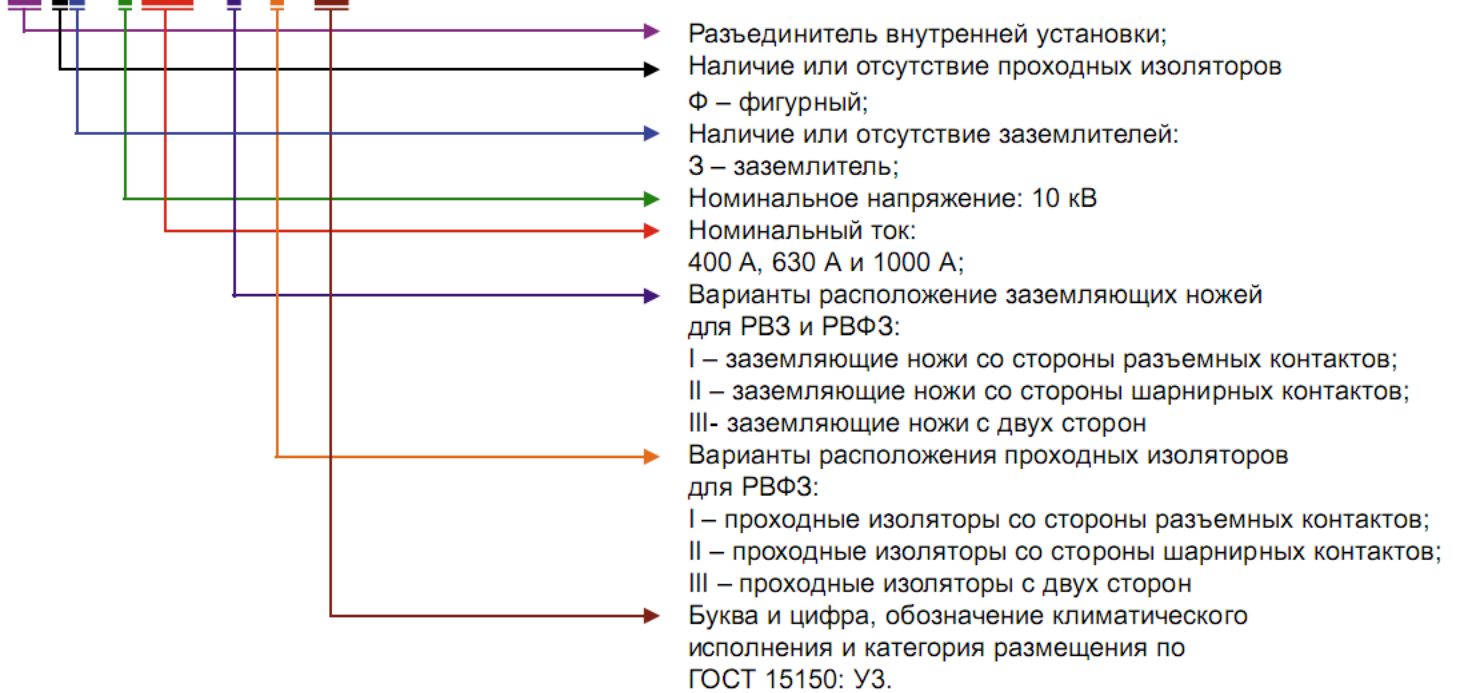 Разъединитель внутренней установки;
Наличие или отсутствие проходных изоляторов
Ф – фигурный;
Наличие или отсутствие заземлителей:
З – заземлитель;
Номинальное напряжение: 10 кВ
Номинальный ток:
400 А, 630 А и 1000 А;
Варианты расположение заземляющих ножей
для РВЗ и РВФЗ:
I – заземляющие ножи со стороны разъемных контактов;
II – заземляющие ножи со стороны шарнирных контактов;
III- заземляющие ножи с двух сторон
Варианты расположения проходных изоляторов
для РВФЗ:
I – проходные изоляторы со стороны разъемных контактов;
II – проходные изоляторы со стороны шарнирных контактов;
III – проходные изоляторы с двух сторон
Буква и цифра, обозначение климатического
исполнения и категория размещения по
ГОСТ 15150: У3.